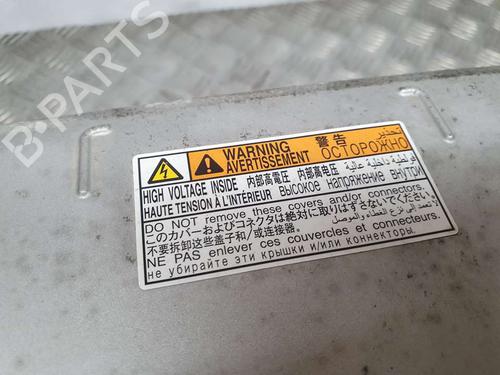 B-Parts
WARNING 警告 تحذير
AVERTISSEMENT ОСТОРОЖНО
HIGH VOLTAGE INSIDE 内部高電圧 内部高电压 فولطية داخلية عالية
HAUTE TENSION À L'INTÉRIEUR Высокое напряжение внутри
DO NOT remove these covers and/or connectors.
このカバーおよびコネクタは絶対に取りはずさないでください。
不要拆卸这些盖子和/或连接器。
NE PAS enlever ces couvercles et connecteurs.
не убирайте эти крышки и/или коннекторы.